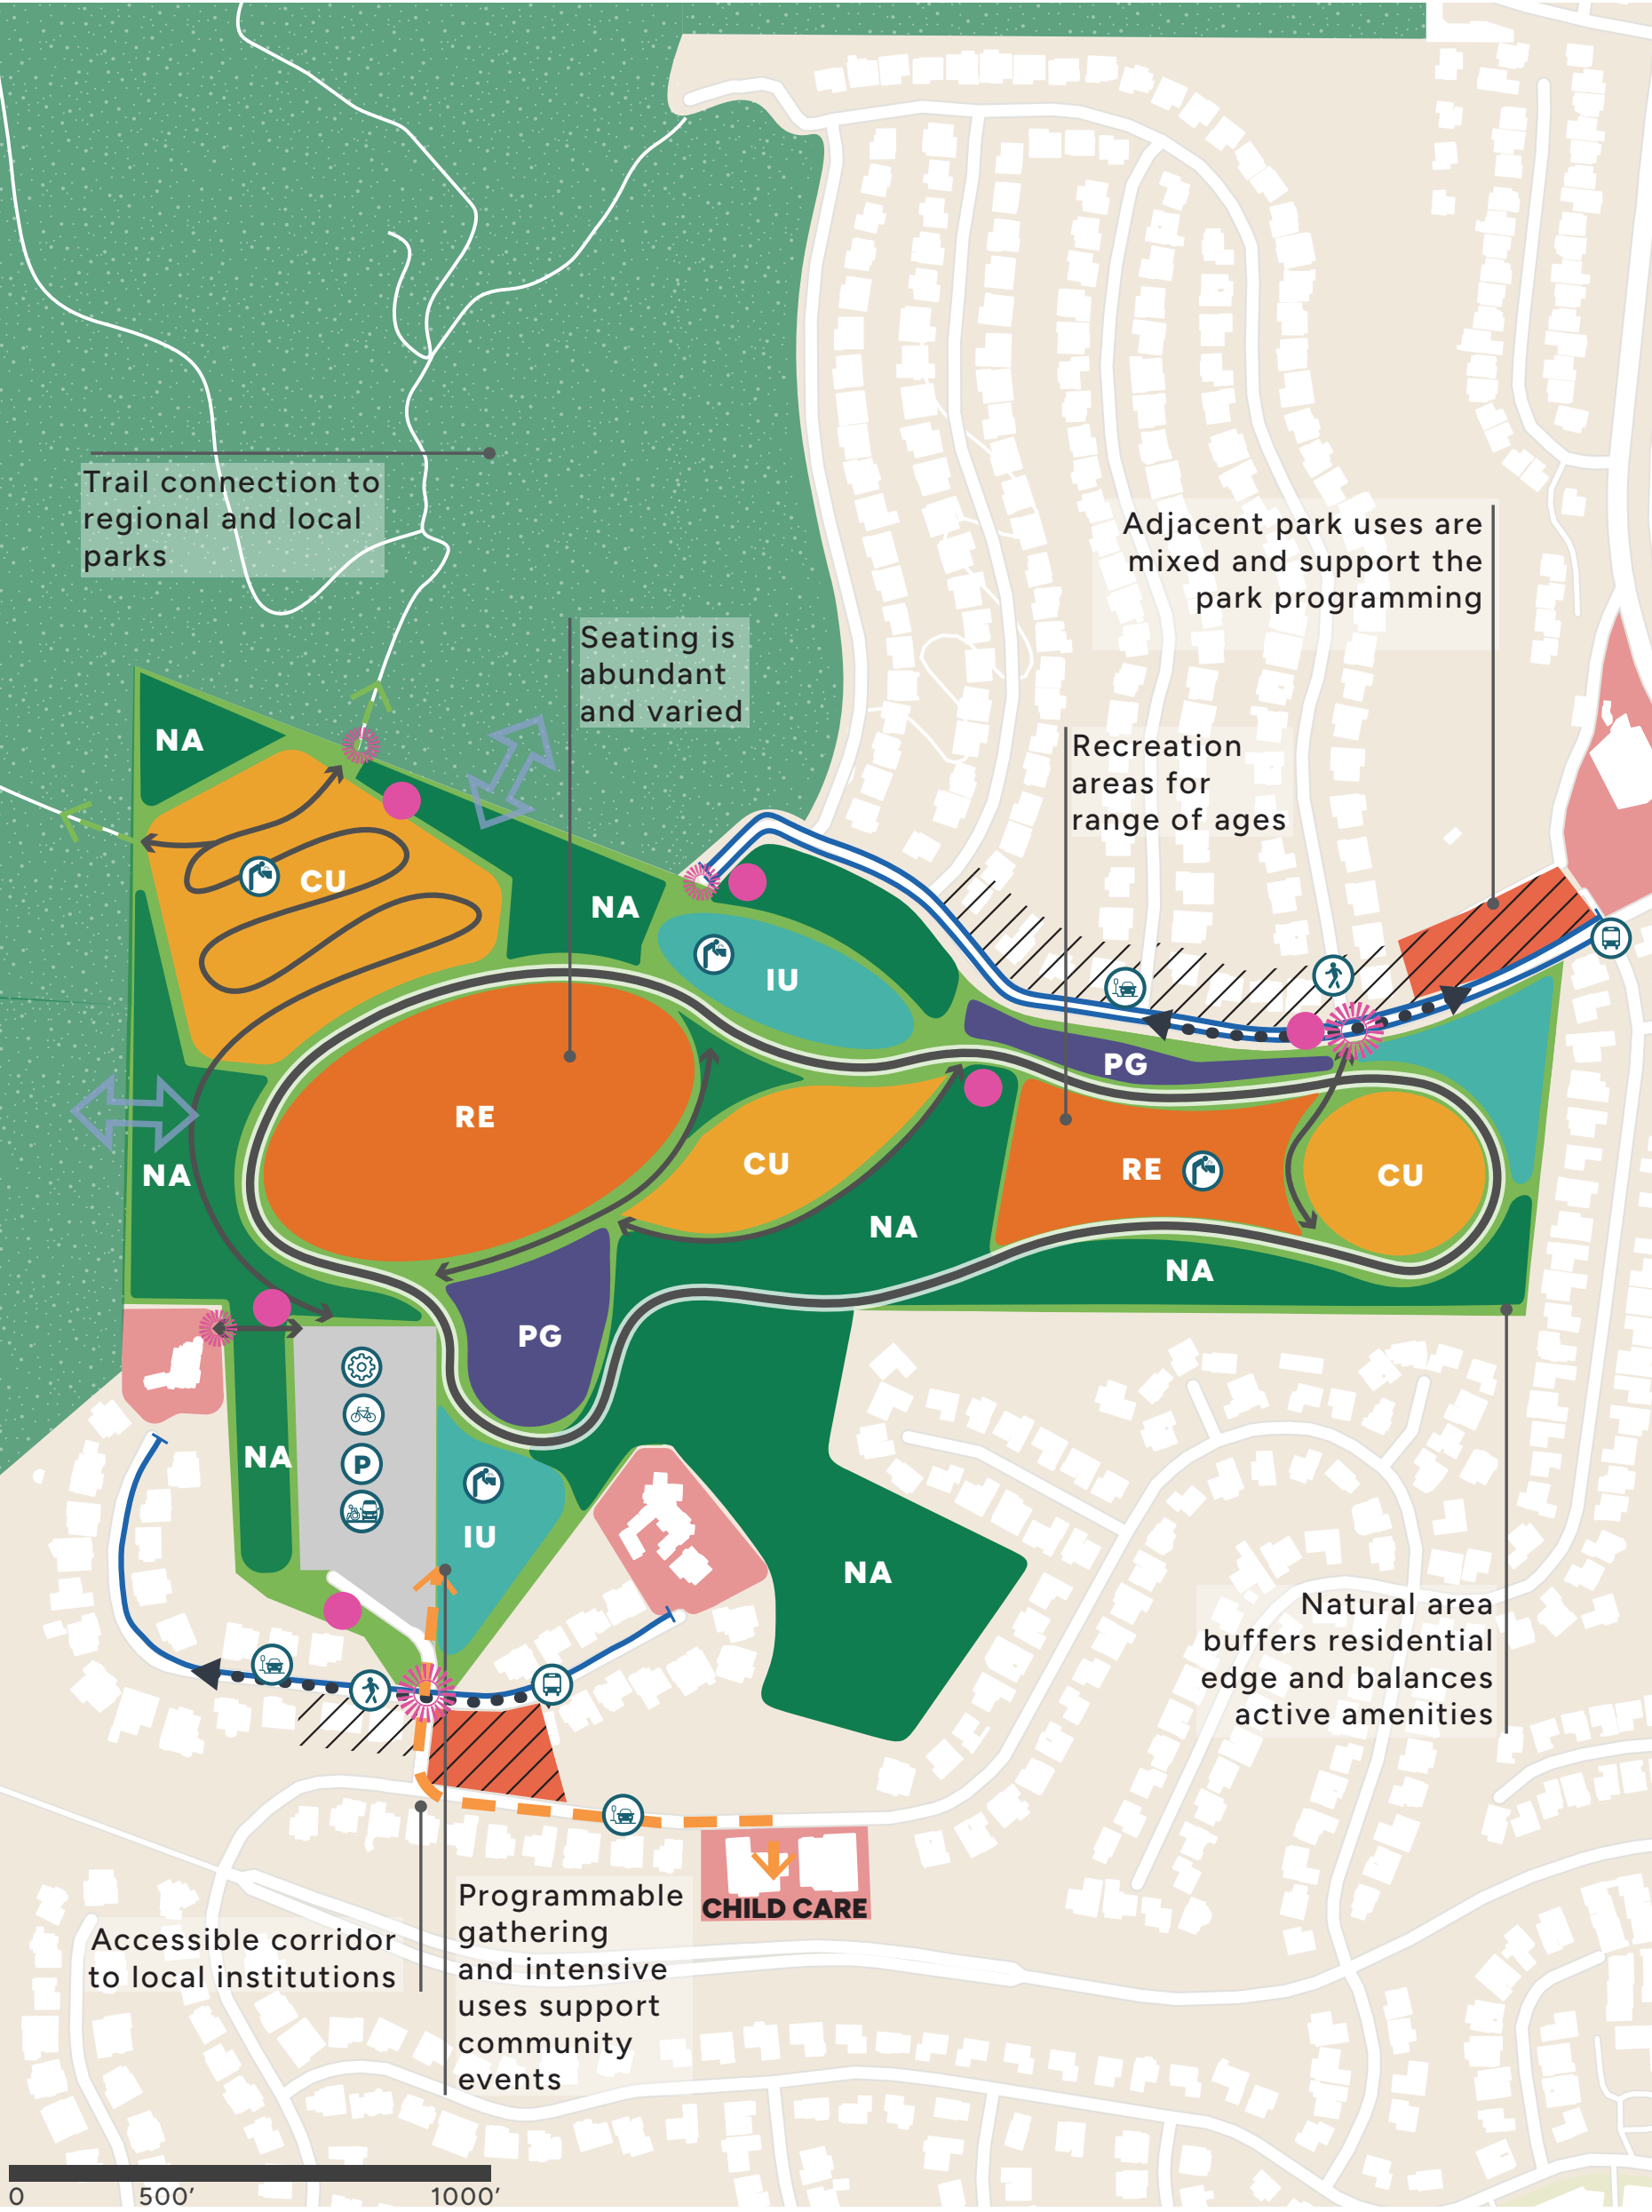 Trail connection to
regional and local
parks
Adjacent park uses are
mixed and support the
park programming
Seating is
abundant
and varied
Recreation
areas for
range of ages
NA
CU
NA
IU
PG
RE
CU
RE
CU
NA
NA
NA
PG
NA
P
IU
NA
Natural area
buffers residential
edge and balances
active amenities
CHILD CARE
Accessible corridor
to local institutions
Programmable
gathering
and intensive
uses support
community
events
0 500′ 1000′